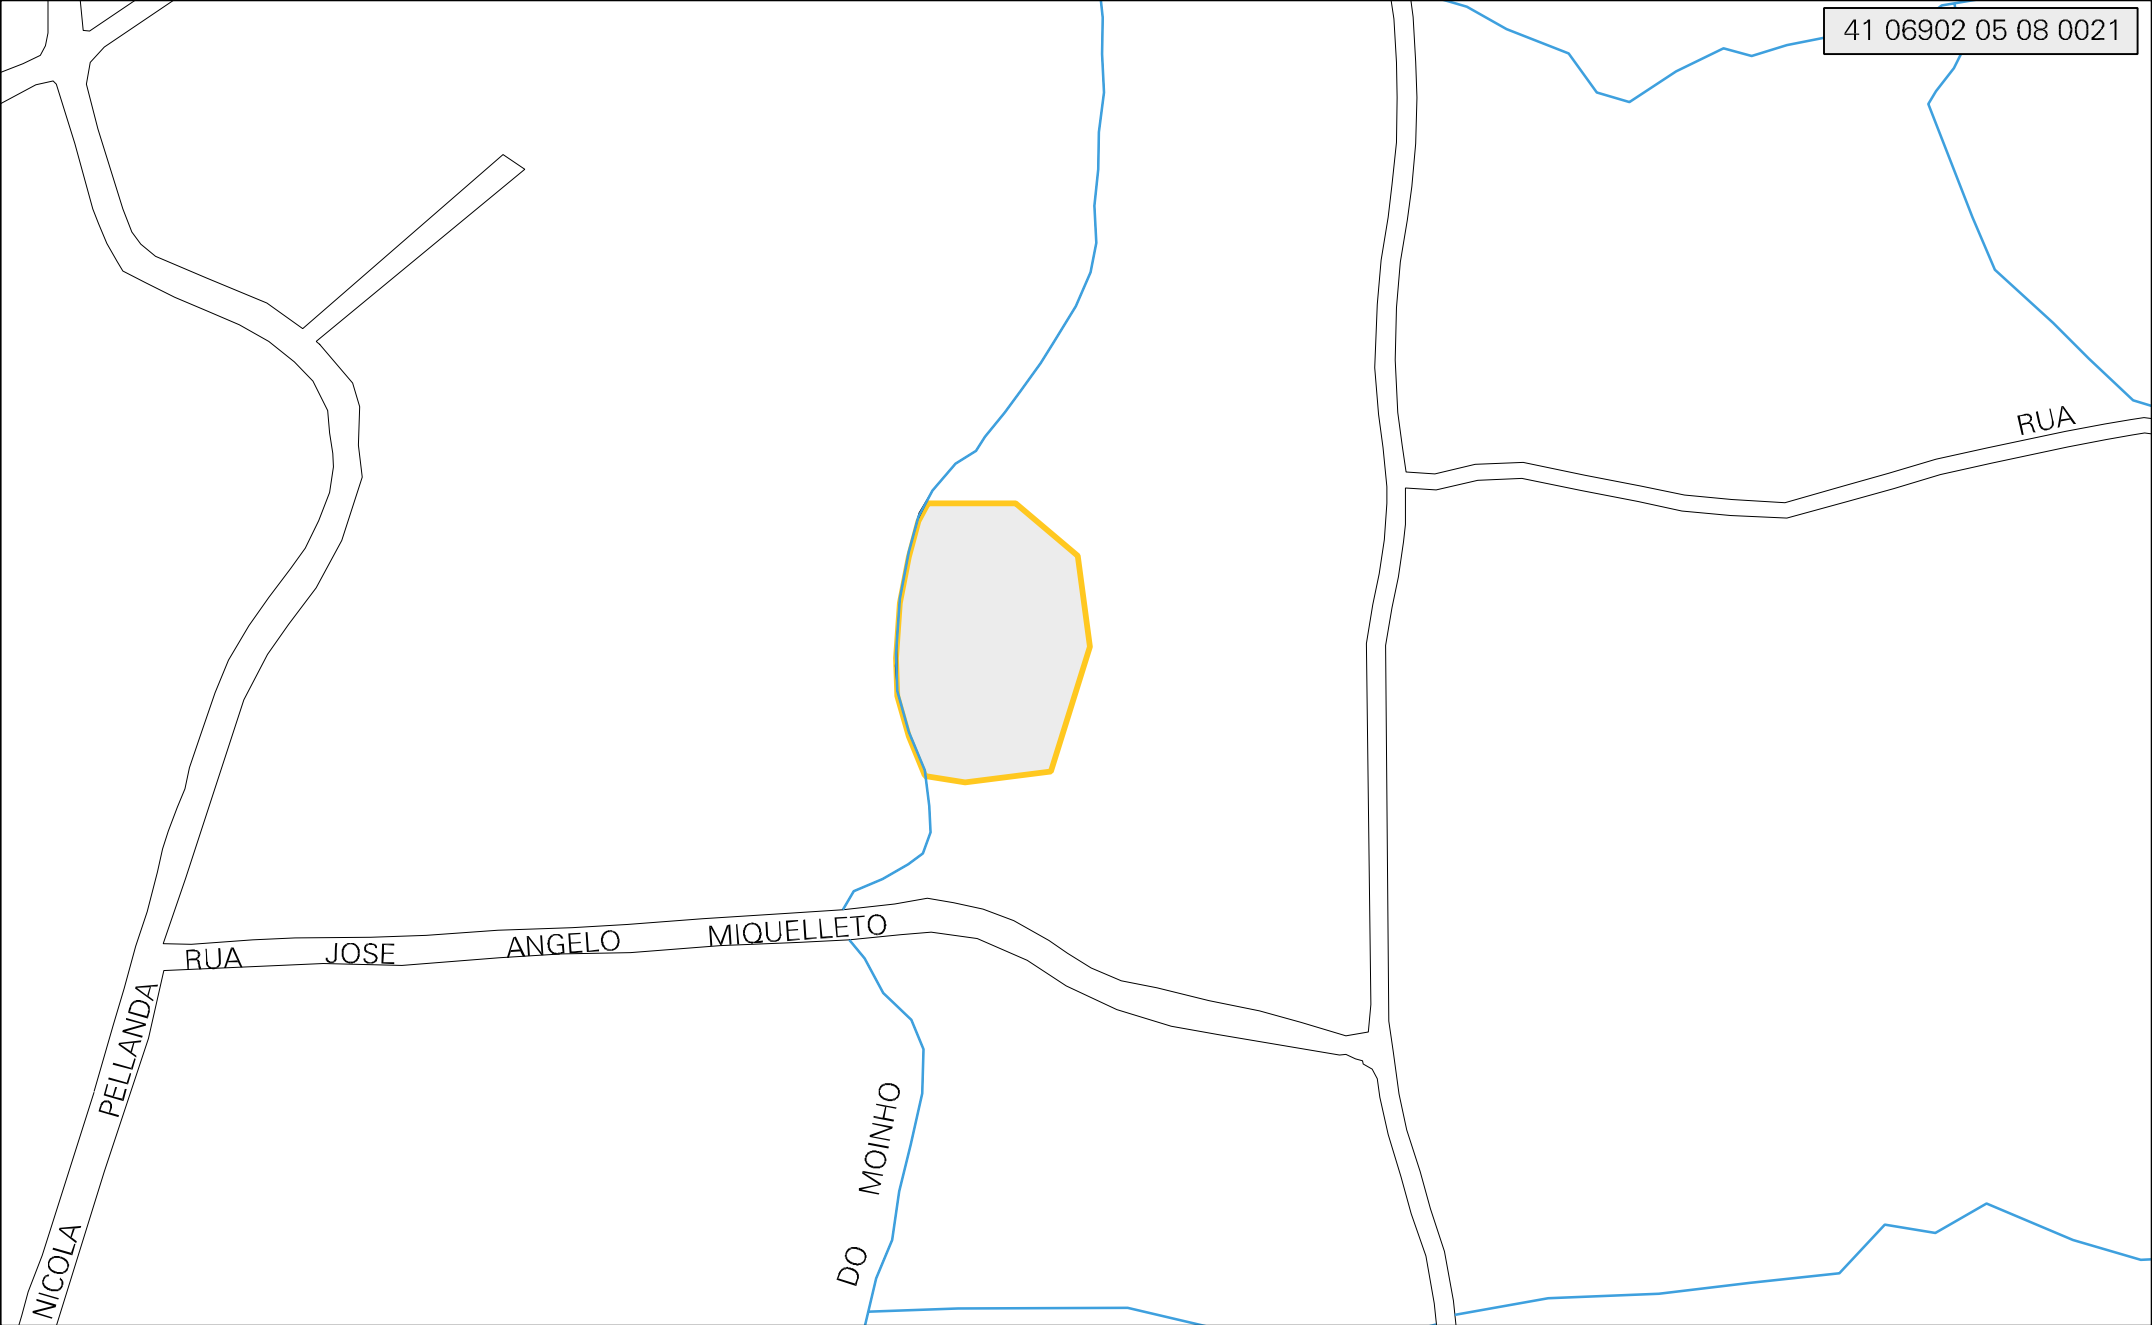 41 06902 05 08 0021
RUA
RUA JOSE ANGELO MIQUELLETO
NICOLA PELLANDA
DO MOINHO